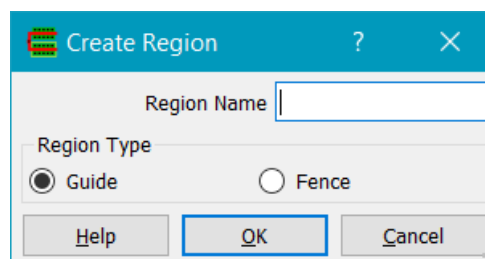 Create Region ?
Region Name
Region Type
Guide Fence
Help OK Cancel